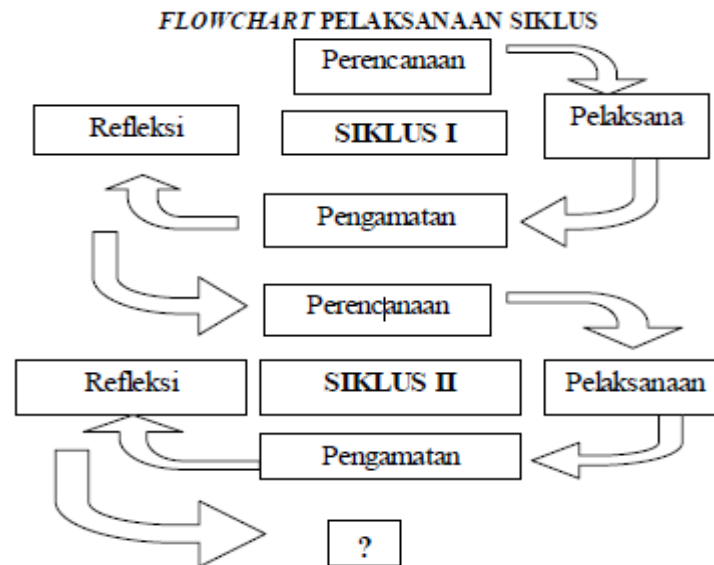 FLOWCHART PELAKSANAAN SIKLUS
Perencanaan
Refleksi
SIKLUS I
Pelaksana
Pengamatan
Perencanaan
Refleksi
SIKLUS II
Pelaksanaan
Pengamatan
?